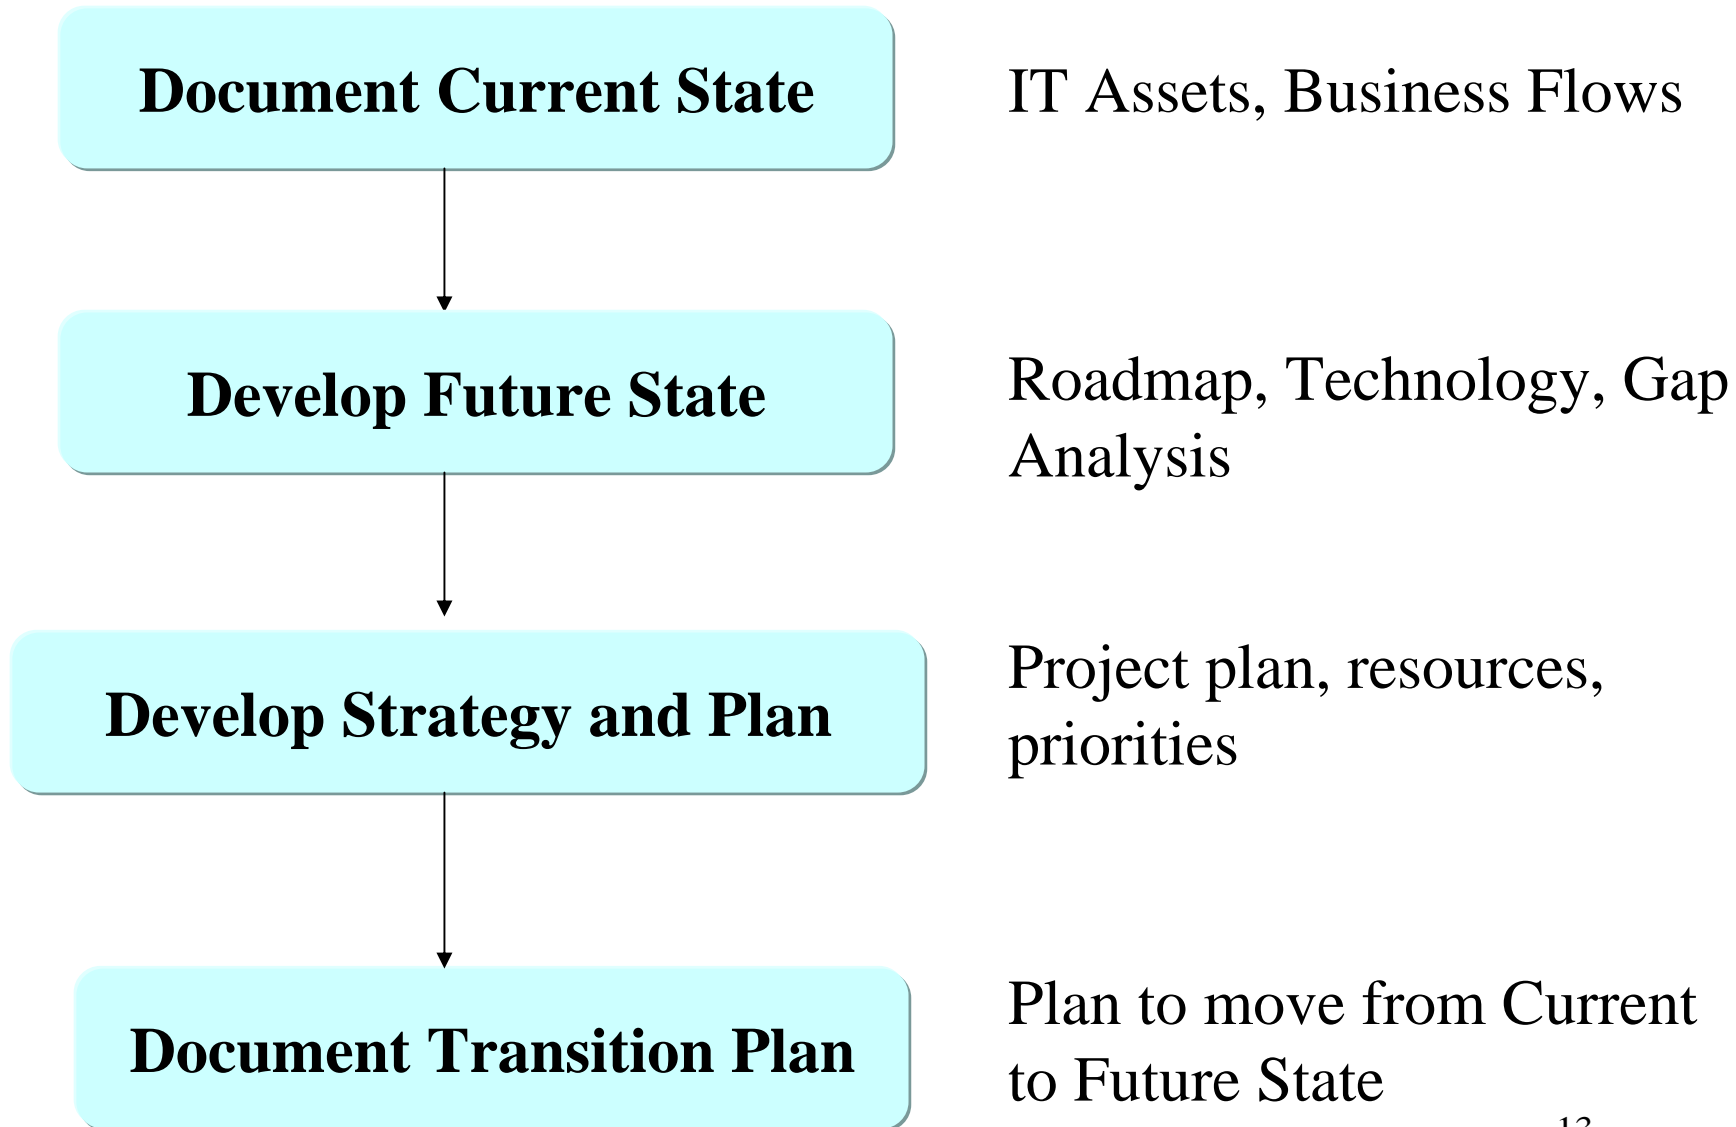 Document Current State
IT Assets, Business Flows
Develop Future State
Roadmap, Technology, Gap
Analysis
Develop Strategy and Plan
Project plan, resources,
priorities
Document Transition Plan
Plan to move from Current
to Future State
13